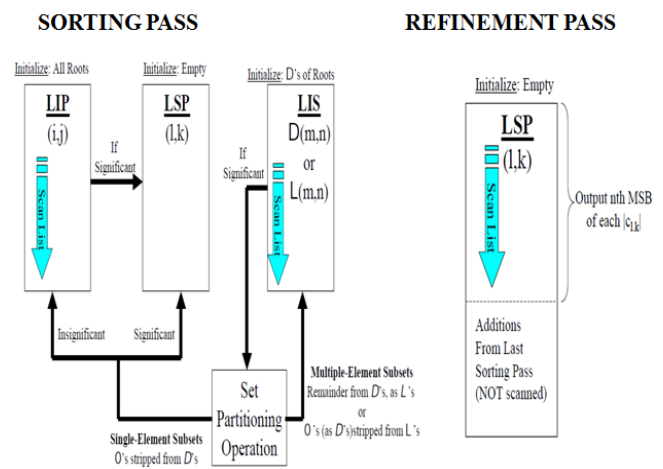 SORTING PASS
REFINEMENT PASS
Initialize: All Roots
LIP
(i,j)
Scan List
If
Significant
Initialize: Empty
LSP
(l,k)
Initialize: D's of Roots
LIS
D(m,n)
or
L(m,n)
Scan List
If
Significant
Insignificant
Significant
Set
Partitioning
Operation
Single-Element Subsets
O's stripped from D's
Multiple-Element Subsets
Remainder from D's, as L's
or
O's (as D's)stripped from L's
Initialize: Empty
LSP
(l,k)
Scan List
Output nth MSB
of each |cl,k|
Additions
From Last
Sorting Pass
(NOT scanned)